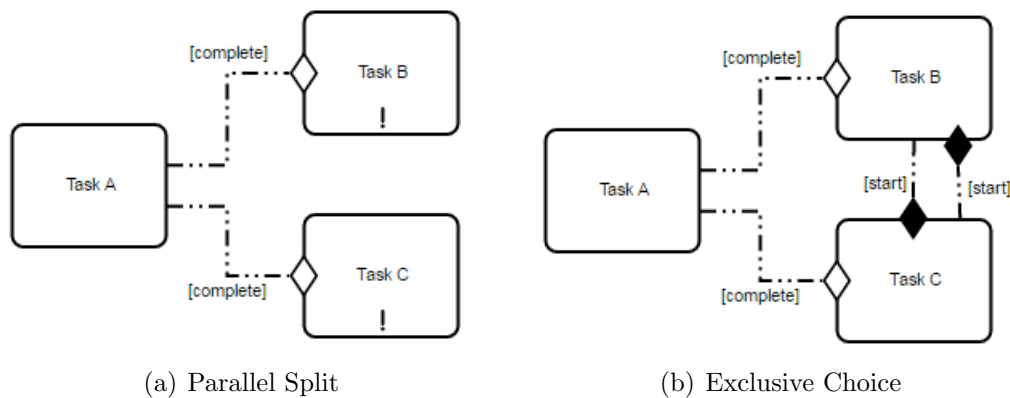 [complete]
Task B
!
Task A
Task C
!
[complete]
(a) Parallel Split
[complete]
Task B
Task A
[start]
[start]
Task C
[complete]
(b) Exclusive Choice